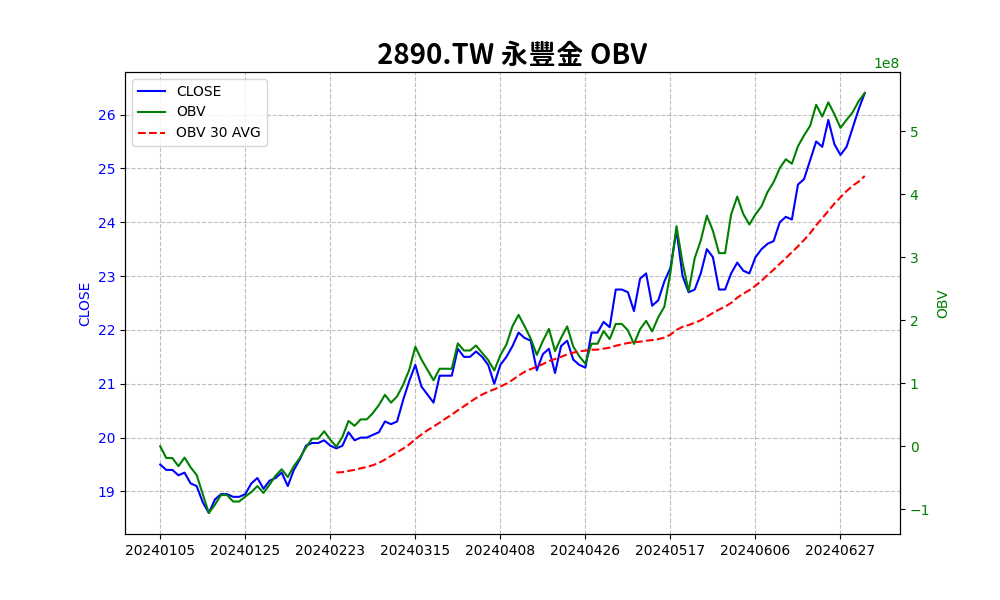 2890.TW 永豐金 OBV
1e8
CLOSE
OBV
OBV 30 AVG
26
25
24
23
22
21
20
19
CLOSE
5
4
3
2
1
0
−1
OBV
20240105 20240125 20240223 20240315 20240408 20240426 20240517 20240606 20240627